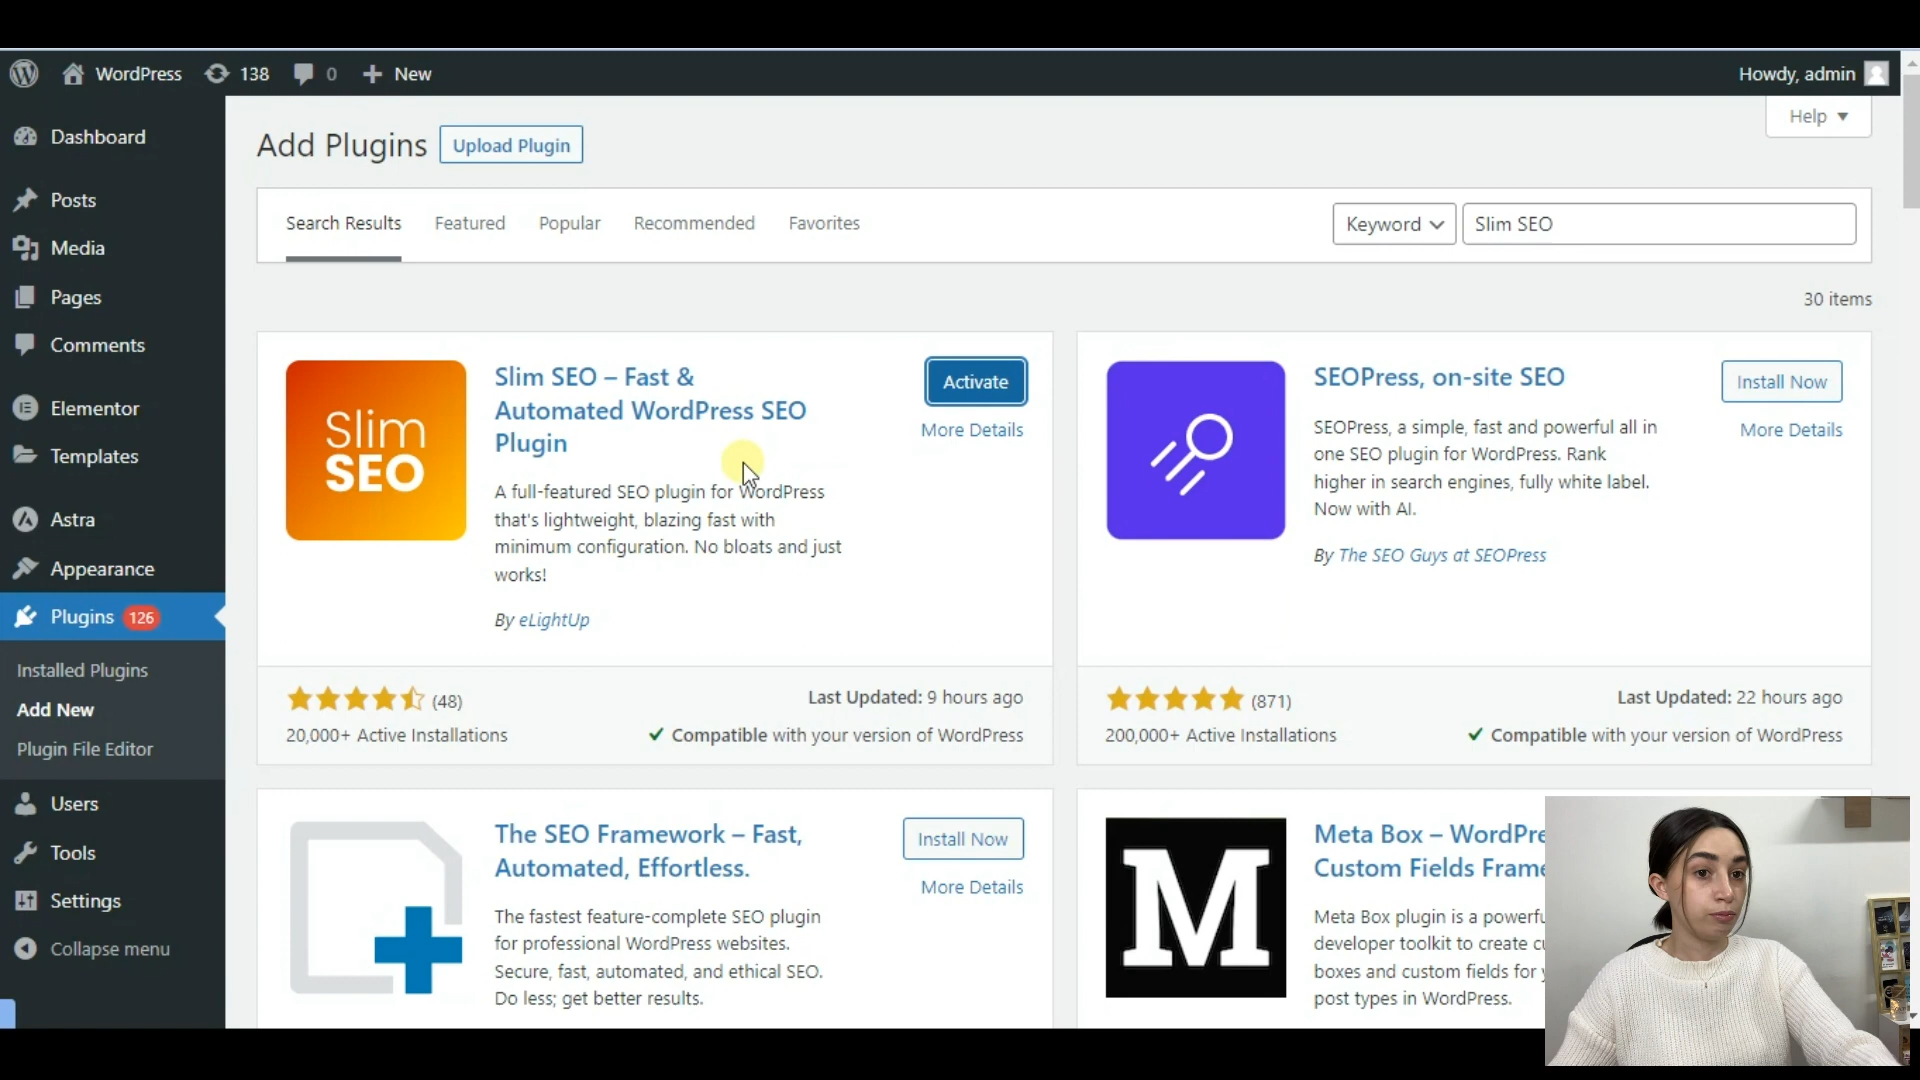 WordPress 138 0 New Howdy, admin
Help
Dashboard
Posts
Media
Pages
Comments
Elementor
Templates
Astra
Appearance
Plugins 126
Installed Plugins
Add New
Plugin File Editor
Users
Tools
Settings
Collapse menu
Add Plugins Upload Plugin
Search Results Featured Popular Recommended Favorites Keyword Slim SEO
30 items
Slim
SEO
Slim SEO – Fast &
Automated WordPress SEO
Plugin
Activate
More Details
A full-featured SEO plugin for WordPress
that's lightweight, blazing fast with
minimum configuration. No bloats and just
works!
By eLightUp
(48)
Last Updated: 9 hours ago
20,000+ Active Installations
Compatible with your version of WordPress
SEOPress, on-site SEO
Install Now
More Details
SEOPress, a simple, fast and powerful all in
one SEO plugin for WordPress. Rank
higher in search engines, fully white label.
Now with AI.
By The SEO Guys at SEOPress
(871)
Last Updated: 22 hours ago
200,000+ Active Installations
Compatible with your version of WordPress
The SEO Framework – Fast,
Automated, Effortless.
Install Now
More Details
The fastest feature-complete SEO plugin
for professional WordPress websites.
Secure, fast, automated, and ethical SEO.
Do less; get better results.
M
Meta Box – WordPre
Custom Fields Frame
Meta Box plugin is a powerfu
developer toolkit to create cu
boxes and custom fields for
post types in WordPress.